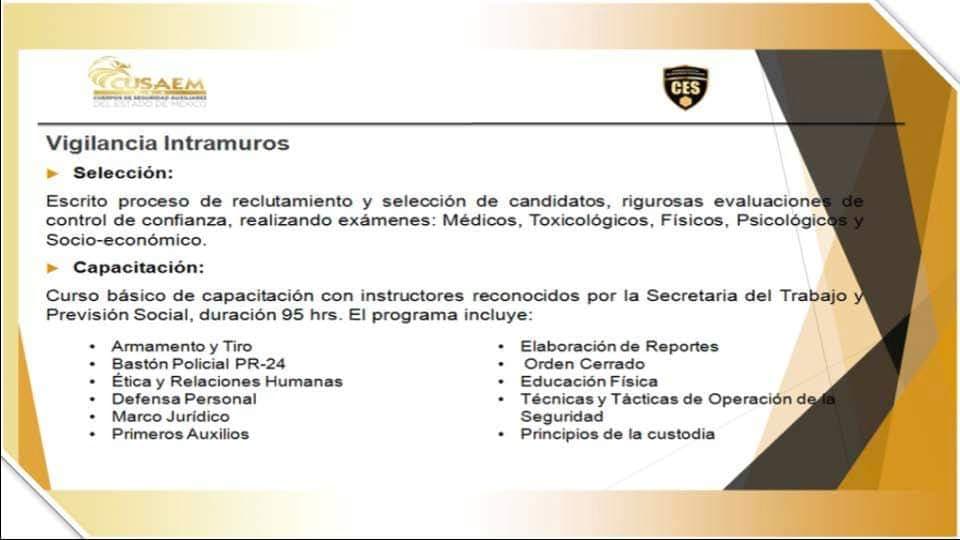 CUSAEM
CUERPOS DE SEGURIDAD AUXILIARES
DEL ESTADO DE MÉXICO
CES
Vigilancia Intramuros
► Selección:
Escrito proceso de reclutamiento y selección de candidatos, rigurosas evaluaciones de
control de confianza, realizando exámenes: Médicos, Toxicológicos, Físicos, Psicológicos y
Socio-económico.
► Capacitación:
Curso básico de capacitación con instructores reconocidos por la Secretaria del Trabajo y
Previsión Social, duración 95 hrs. El programa incluye:
• Armamento y Tiro
• Bastón Policial PR-24
• Ética y Relaciones Humanas
• Defensa Personal
• Marco Jurídico
• Primeros Auxilios
• Elaboración de Reportes
• Orden Cerrado
• Educación Física
• Técnicas y Tàcticas de Operación de la
Seguridad
• Principios de la custodia